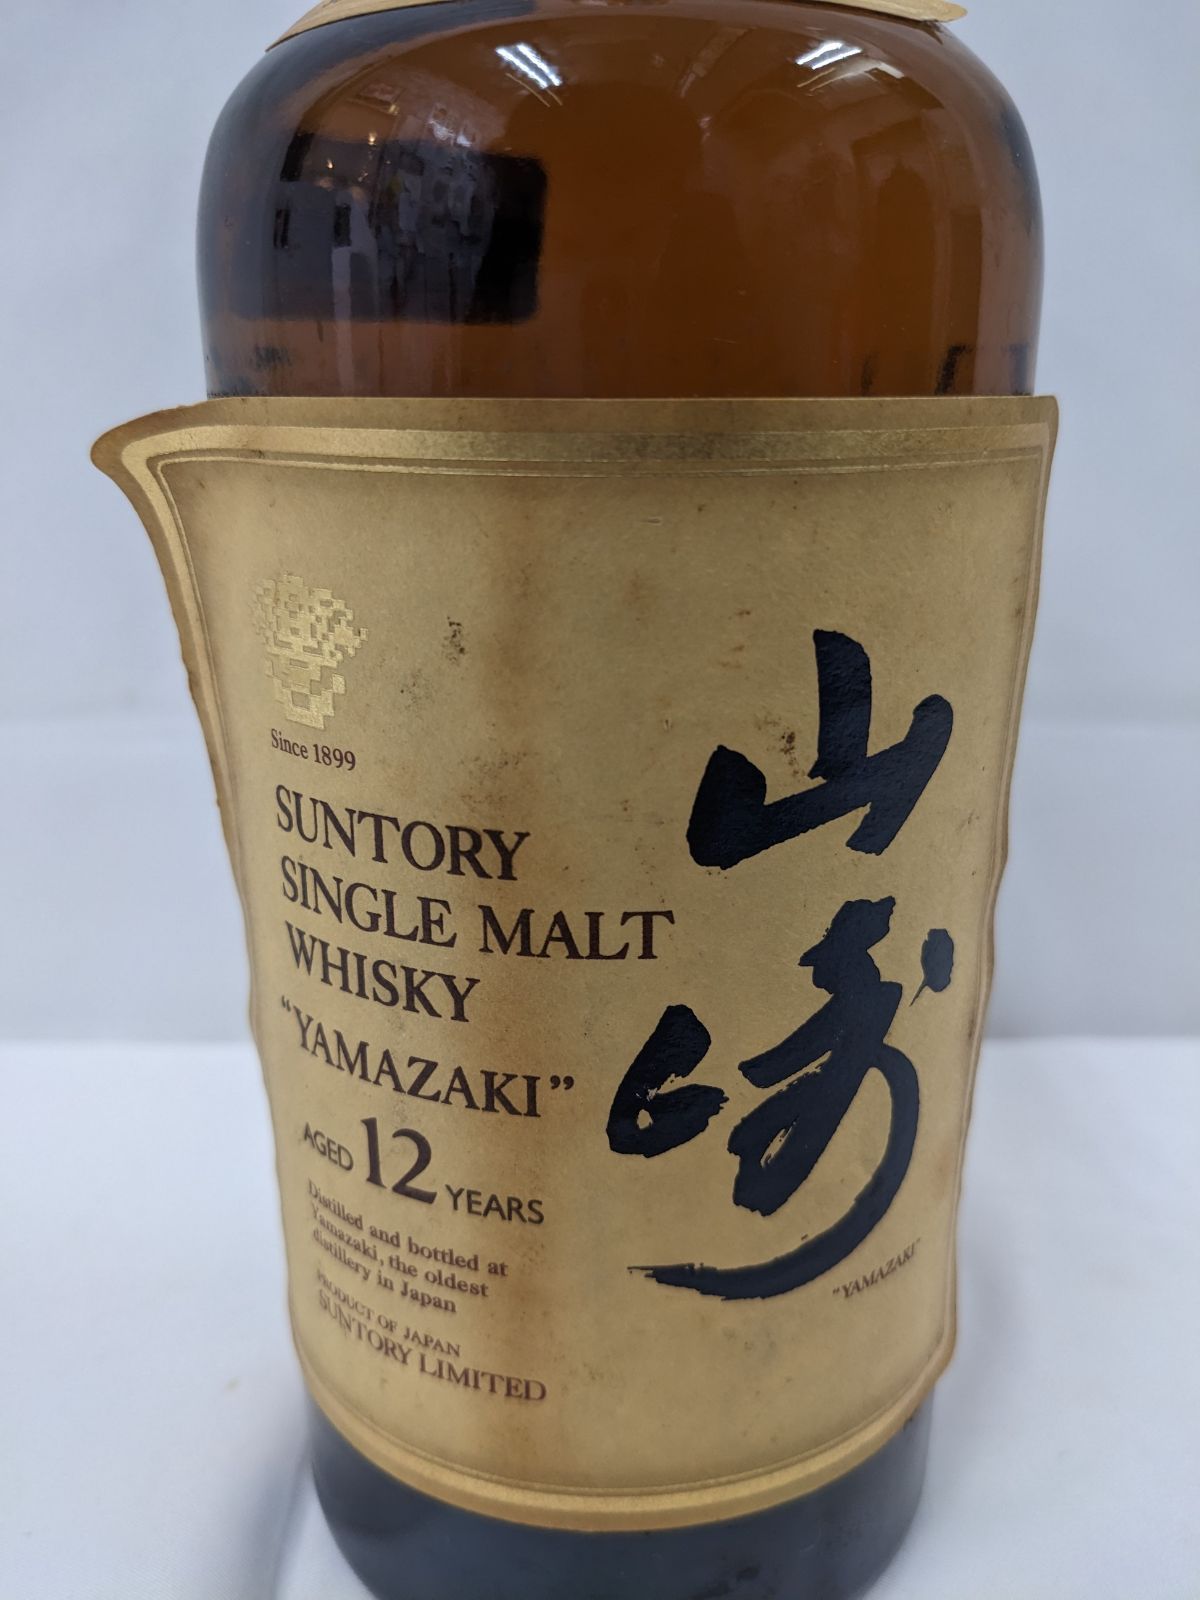 Since 1899
SUNTORY
SINGLE MALT
WHISKY
“YAMAZAKI”
AGED 12 YEARS
Distilled and bottled at
Yamazaki, the oldest
distillery in Japan
PRODUCT OF JAPAN
SUNTORY LIMITED
山崎
“YAMAZAKI”